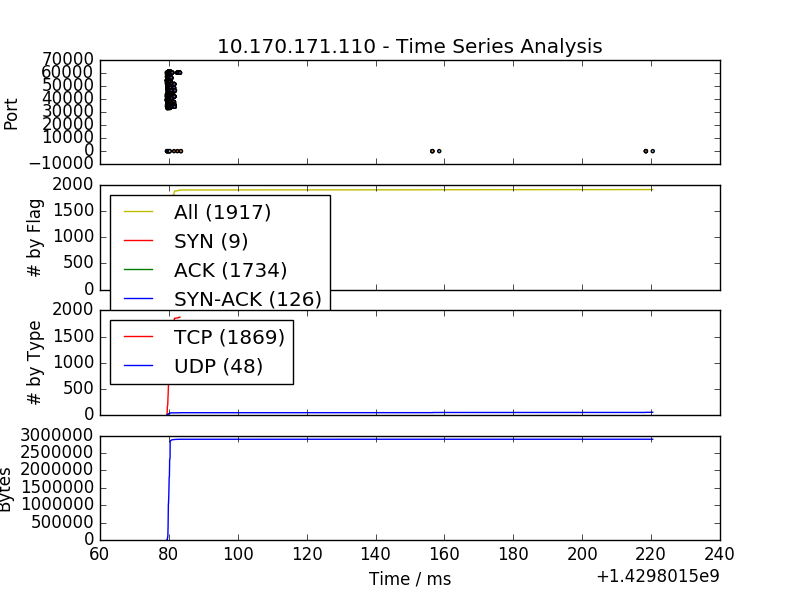 10.170.171.110 - Time Series Analysis
70000
60000
50000
40000
30000
20000
10000
0
−10000
Port
2000
1500
1000
500
0
# by Flag
All (1917)
SYN (9)
ACK (1734)
SYN-ACK (126)
2000
1500
1000
500
0
# by Type
TCP (1869)
UDP (48)
3000000
2500000
2000000
1500000
1000000
500000
0
Bytes
60 80 100 120 140 160 180 200 220 240
Time / ms
+1.4298015e9